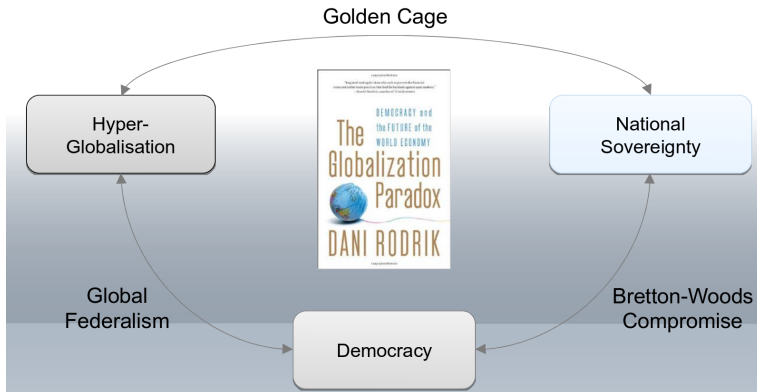 Golden Cage
Hyper-
Globalisation
National
Sovereignty
DEMOCRACY and
the FUTURE of the
WORLD ECONOMY
The
Globalization
Paradox
DANI RODRIK
Global
Federalism
Bretton-Woods
Compromise
Democracy